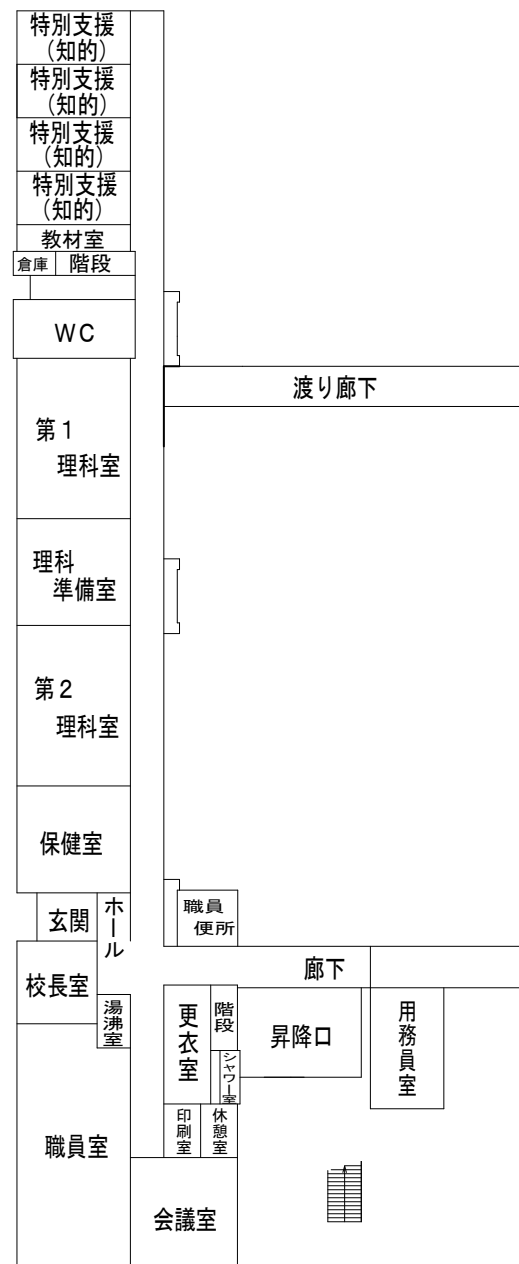 特別支援
（知的）
特別支援
（知的）
特別支援
（知的）
特別支援
（知的）
教材室
倉庫
階段
ＷＣ
渡り廊下
第１
理科室
理科
準備室
第２
理科室
保健室
玄関
ホール
職員
便所
校長室
湯沸室
廊下
更衣室
階段
シャワー室
昇降口
用務員室
職員室
印刷室
休憩室
会議室